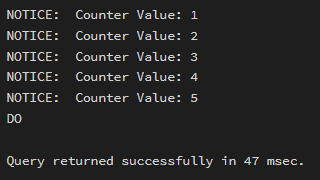 NOTICE:  Counter Value: 1
NOTICE:  Counter Value: 2
NOTICE:  Counter Value: 3
NOTICE:  Counter Value: 4
NOTICE:  Counter Value: 5
DO
Query returned successfully in 47 msec.